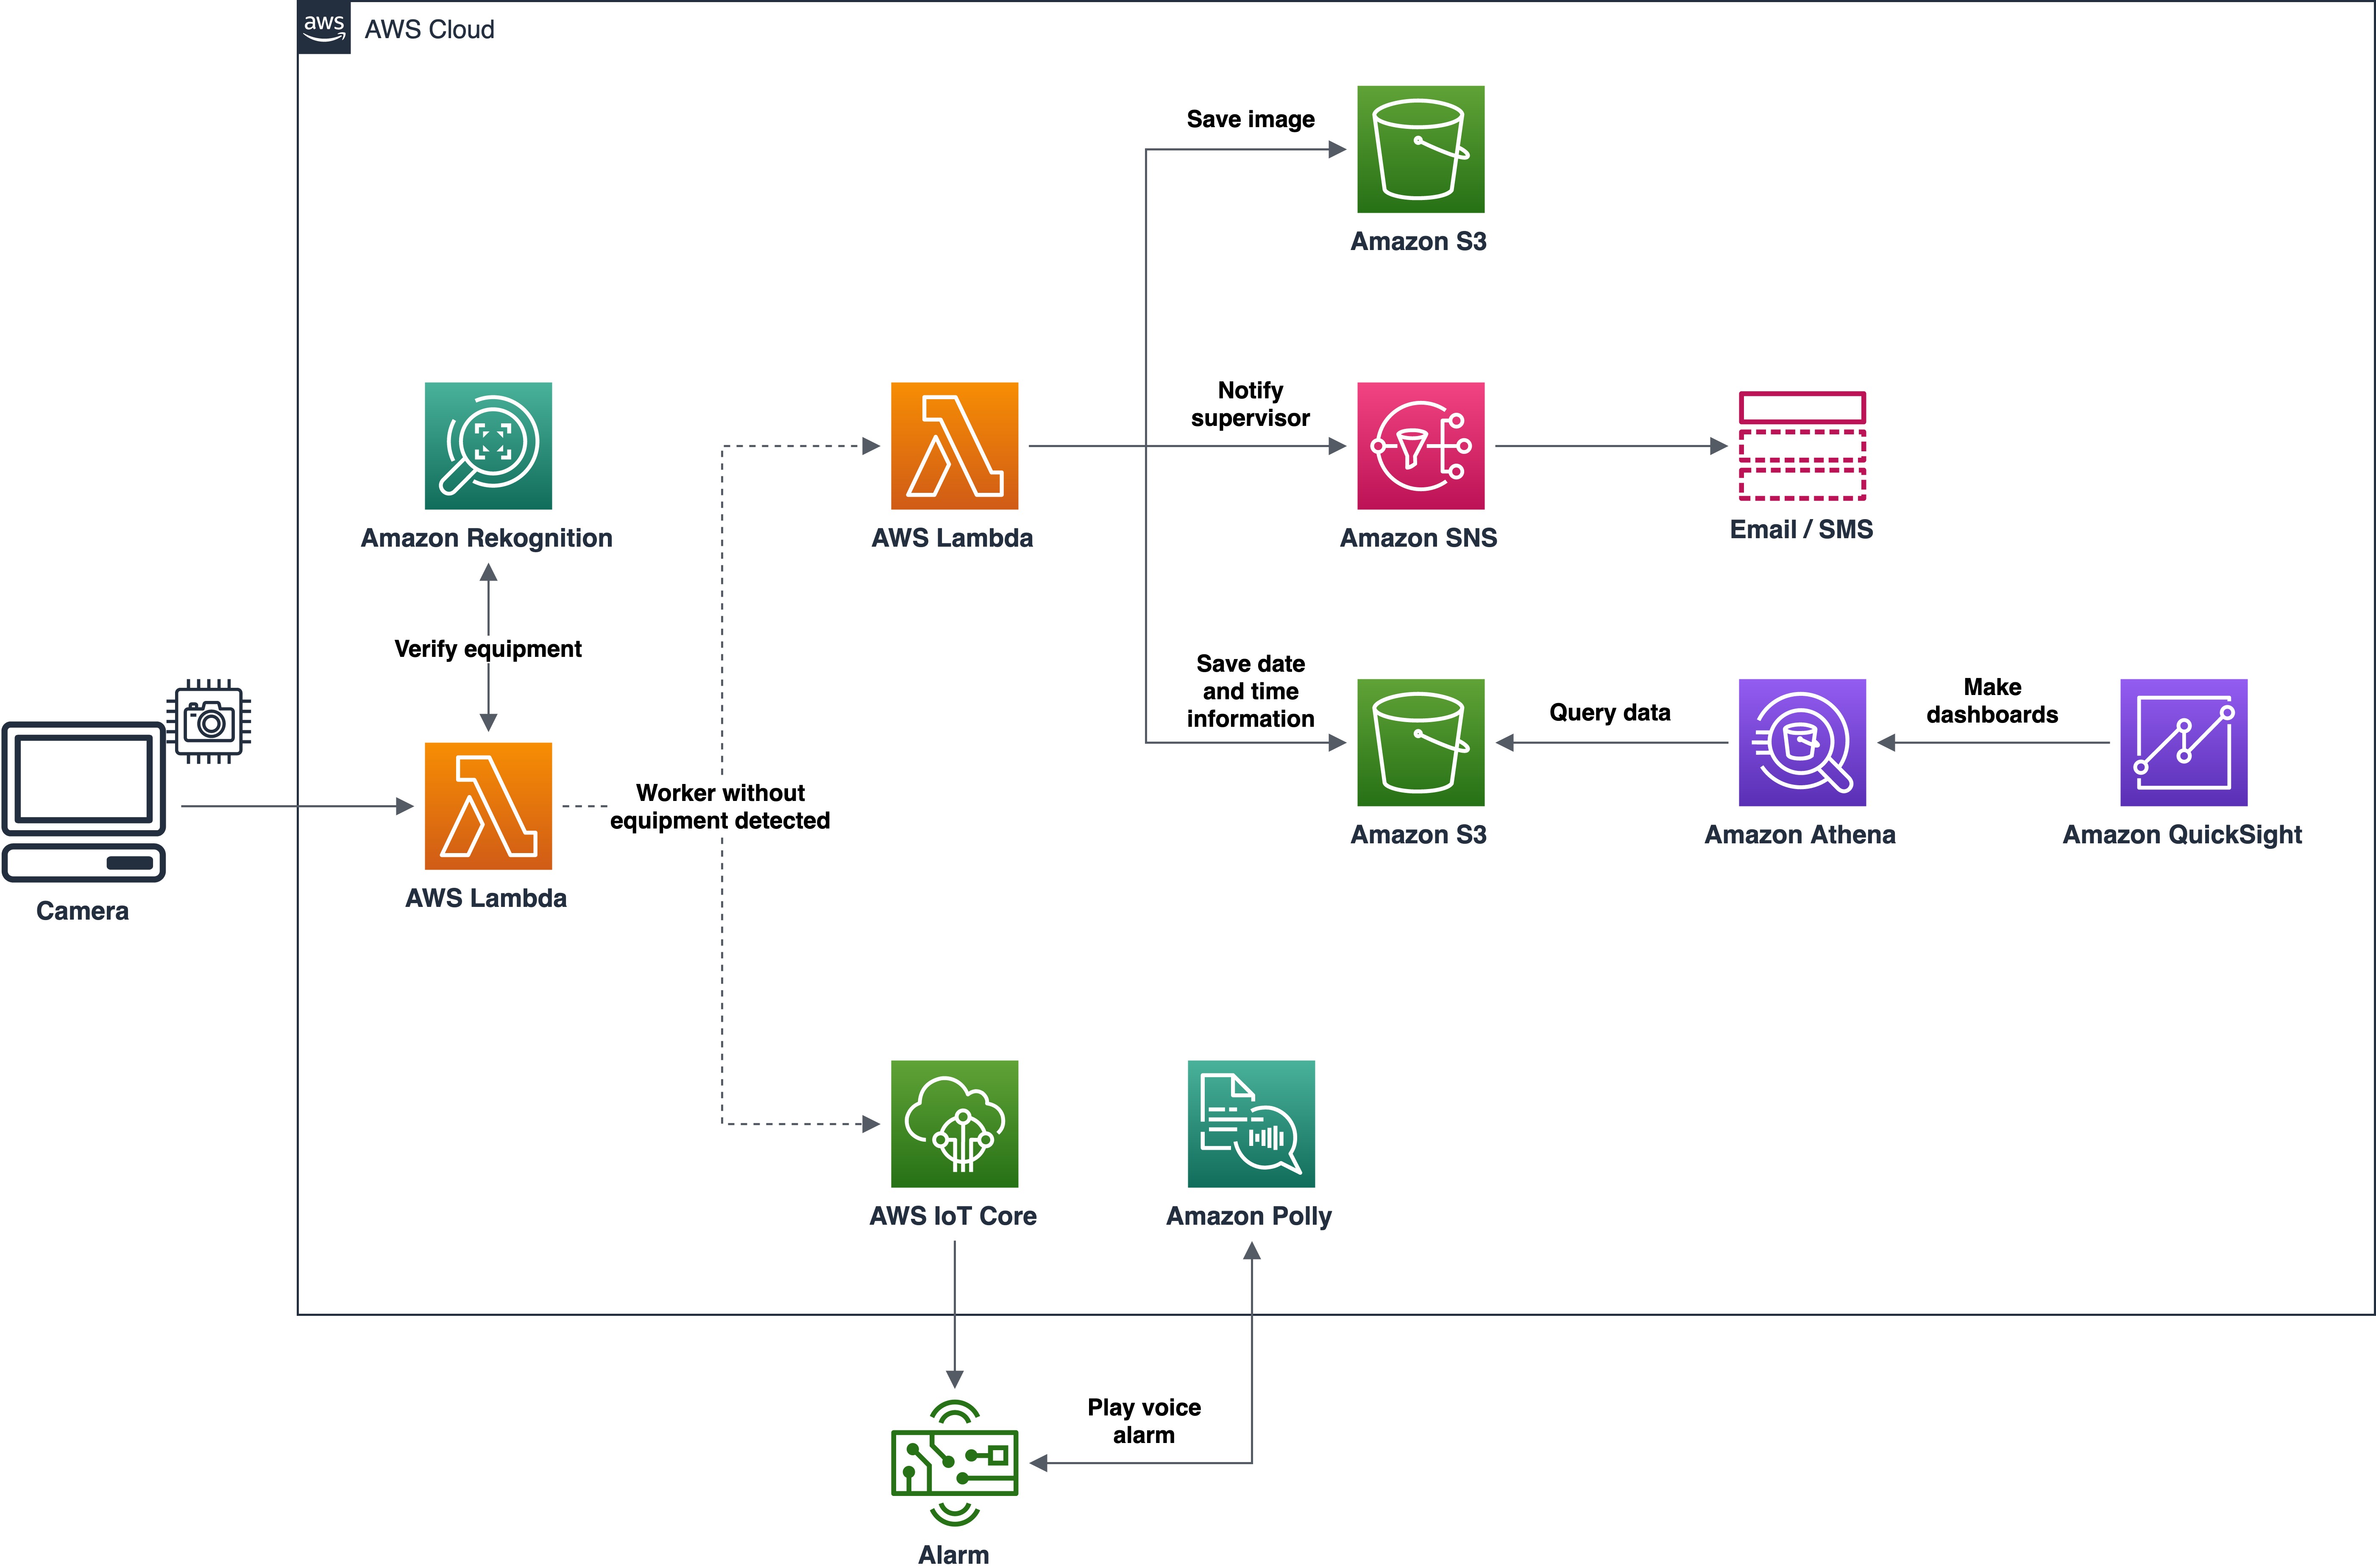 aws
AWS Cloud
Save image
Amazon S3
Notify
supervisor
Amazon Rekognition
AWS Lambda
Amazon SNS
Email / SMS
Verify equipment
Save date
and time
information
Query data
Make
dashboards
Worker without
equipment detected
Amazon S3
Amazon Athena
Amazon QuickSight
Camera
AWS Lambda
AWS IoT Core
Amazon Polly
Play voice
alarm
Alarm